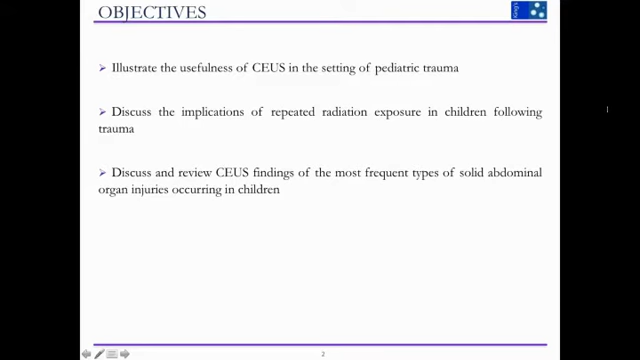 OBJECTIVES
➢ Illustrate the usefulness of CEUS in the setting of pediatric trauma
➢ Discuss the implications of repeated radiation exposure in children following
trauma
➢ Discuss and review CEUS findings of the most frequent types of solid abdominal
organ injuries occurring in children
2